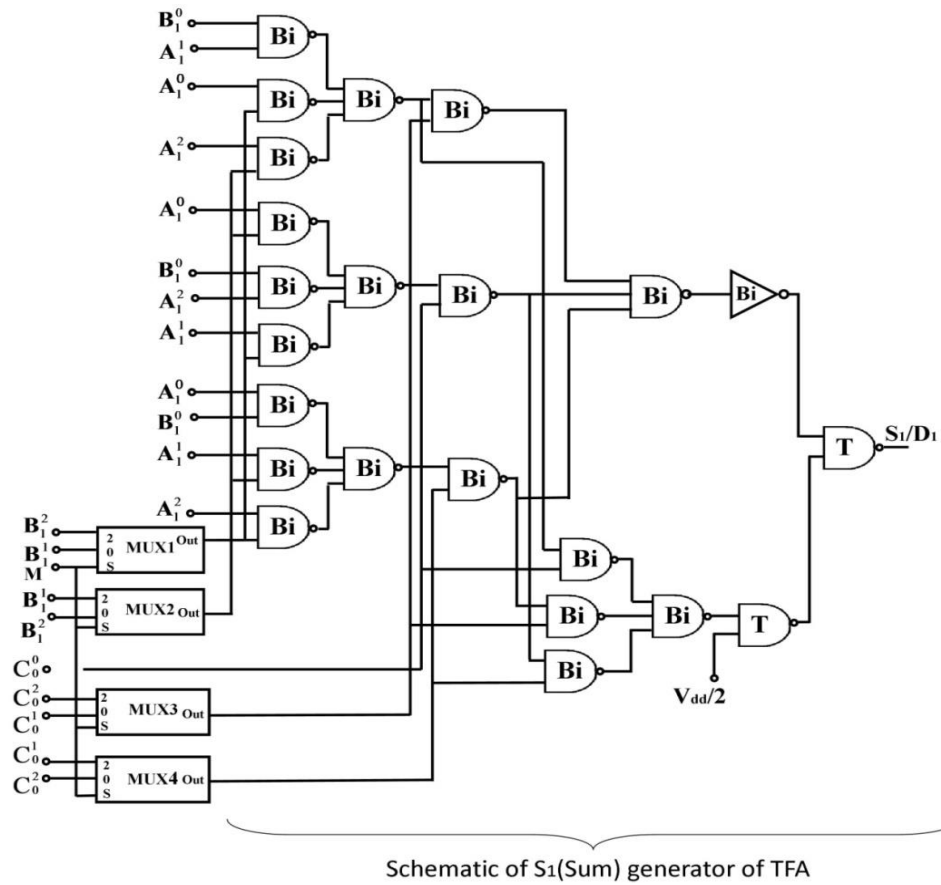 B₁⁰
A₁¹
Bi
A₁⁰
Bi
Bi
Bi
A₁²
Bi
A₁⁰
Bi
B₁⁰
A₁²
Bi
Bi
Bi
Bi
Bi
A₁¹
Bi
A₁⁰
B₁⁰
Bi
A₁¹
Bi
Bi
Bi
T
S₁/D₁
A₁²
Bi
B₁²
B₁¹
M
2
0
S
MUX1
Out
Bi
B₁¹
B₁²
2
0
S
MUX2
Out
Bi
Bi
T
C₀⁰
Bi
C₀²
C₀¹
2
0
S
MUX3
Out
Vdd/2
C₀¹
C₀²
2
0
S
MUX4
Out
Schematic of S₁(Sum) generator of TFA